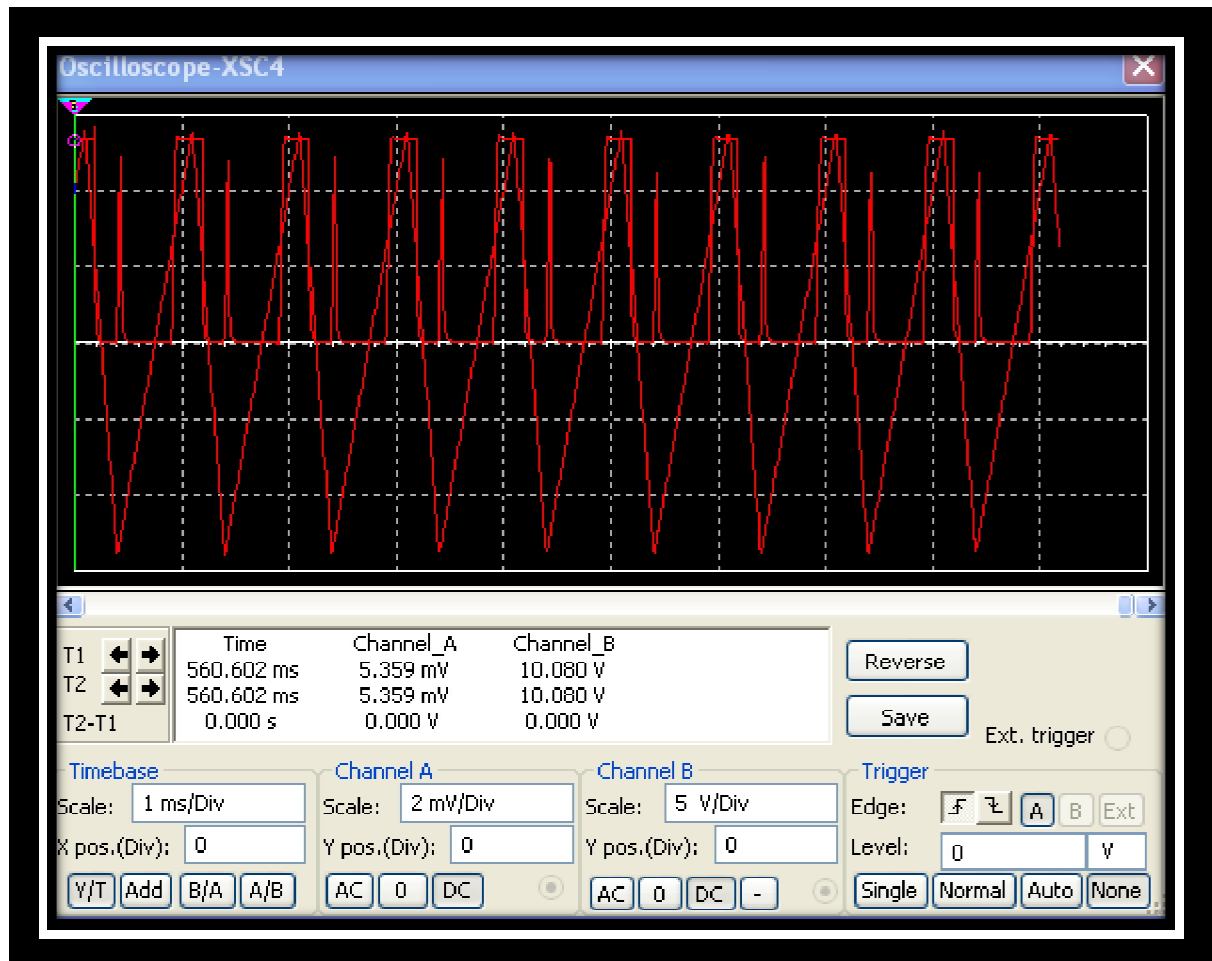 Oscilloscope-XSC4
Time Channel_A Channel_B
T1 560.602 ms 5.359 mV 10.080 V
T2 560.602 ms 5.359 mV 10.080 V
T2-T1 0.000 s 0.000 V 0.000 V
Reverse
Save
Ext. trigger
Timebase
Scale: 1 ms/Div
X pos.(Div): 0
Y/T Add B/A A/B
Channel A
Scale: 2 mV/Div
Y pos.(Div): 0
AC 0 DC
Channel B
Scale: 5 V/Div
Y pos.(Div): 0
AC 0 DC -
Trigger
Edge: A B Ext
Level: 0 V
Single Normal Auto None